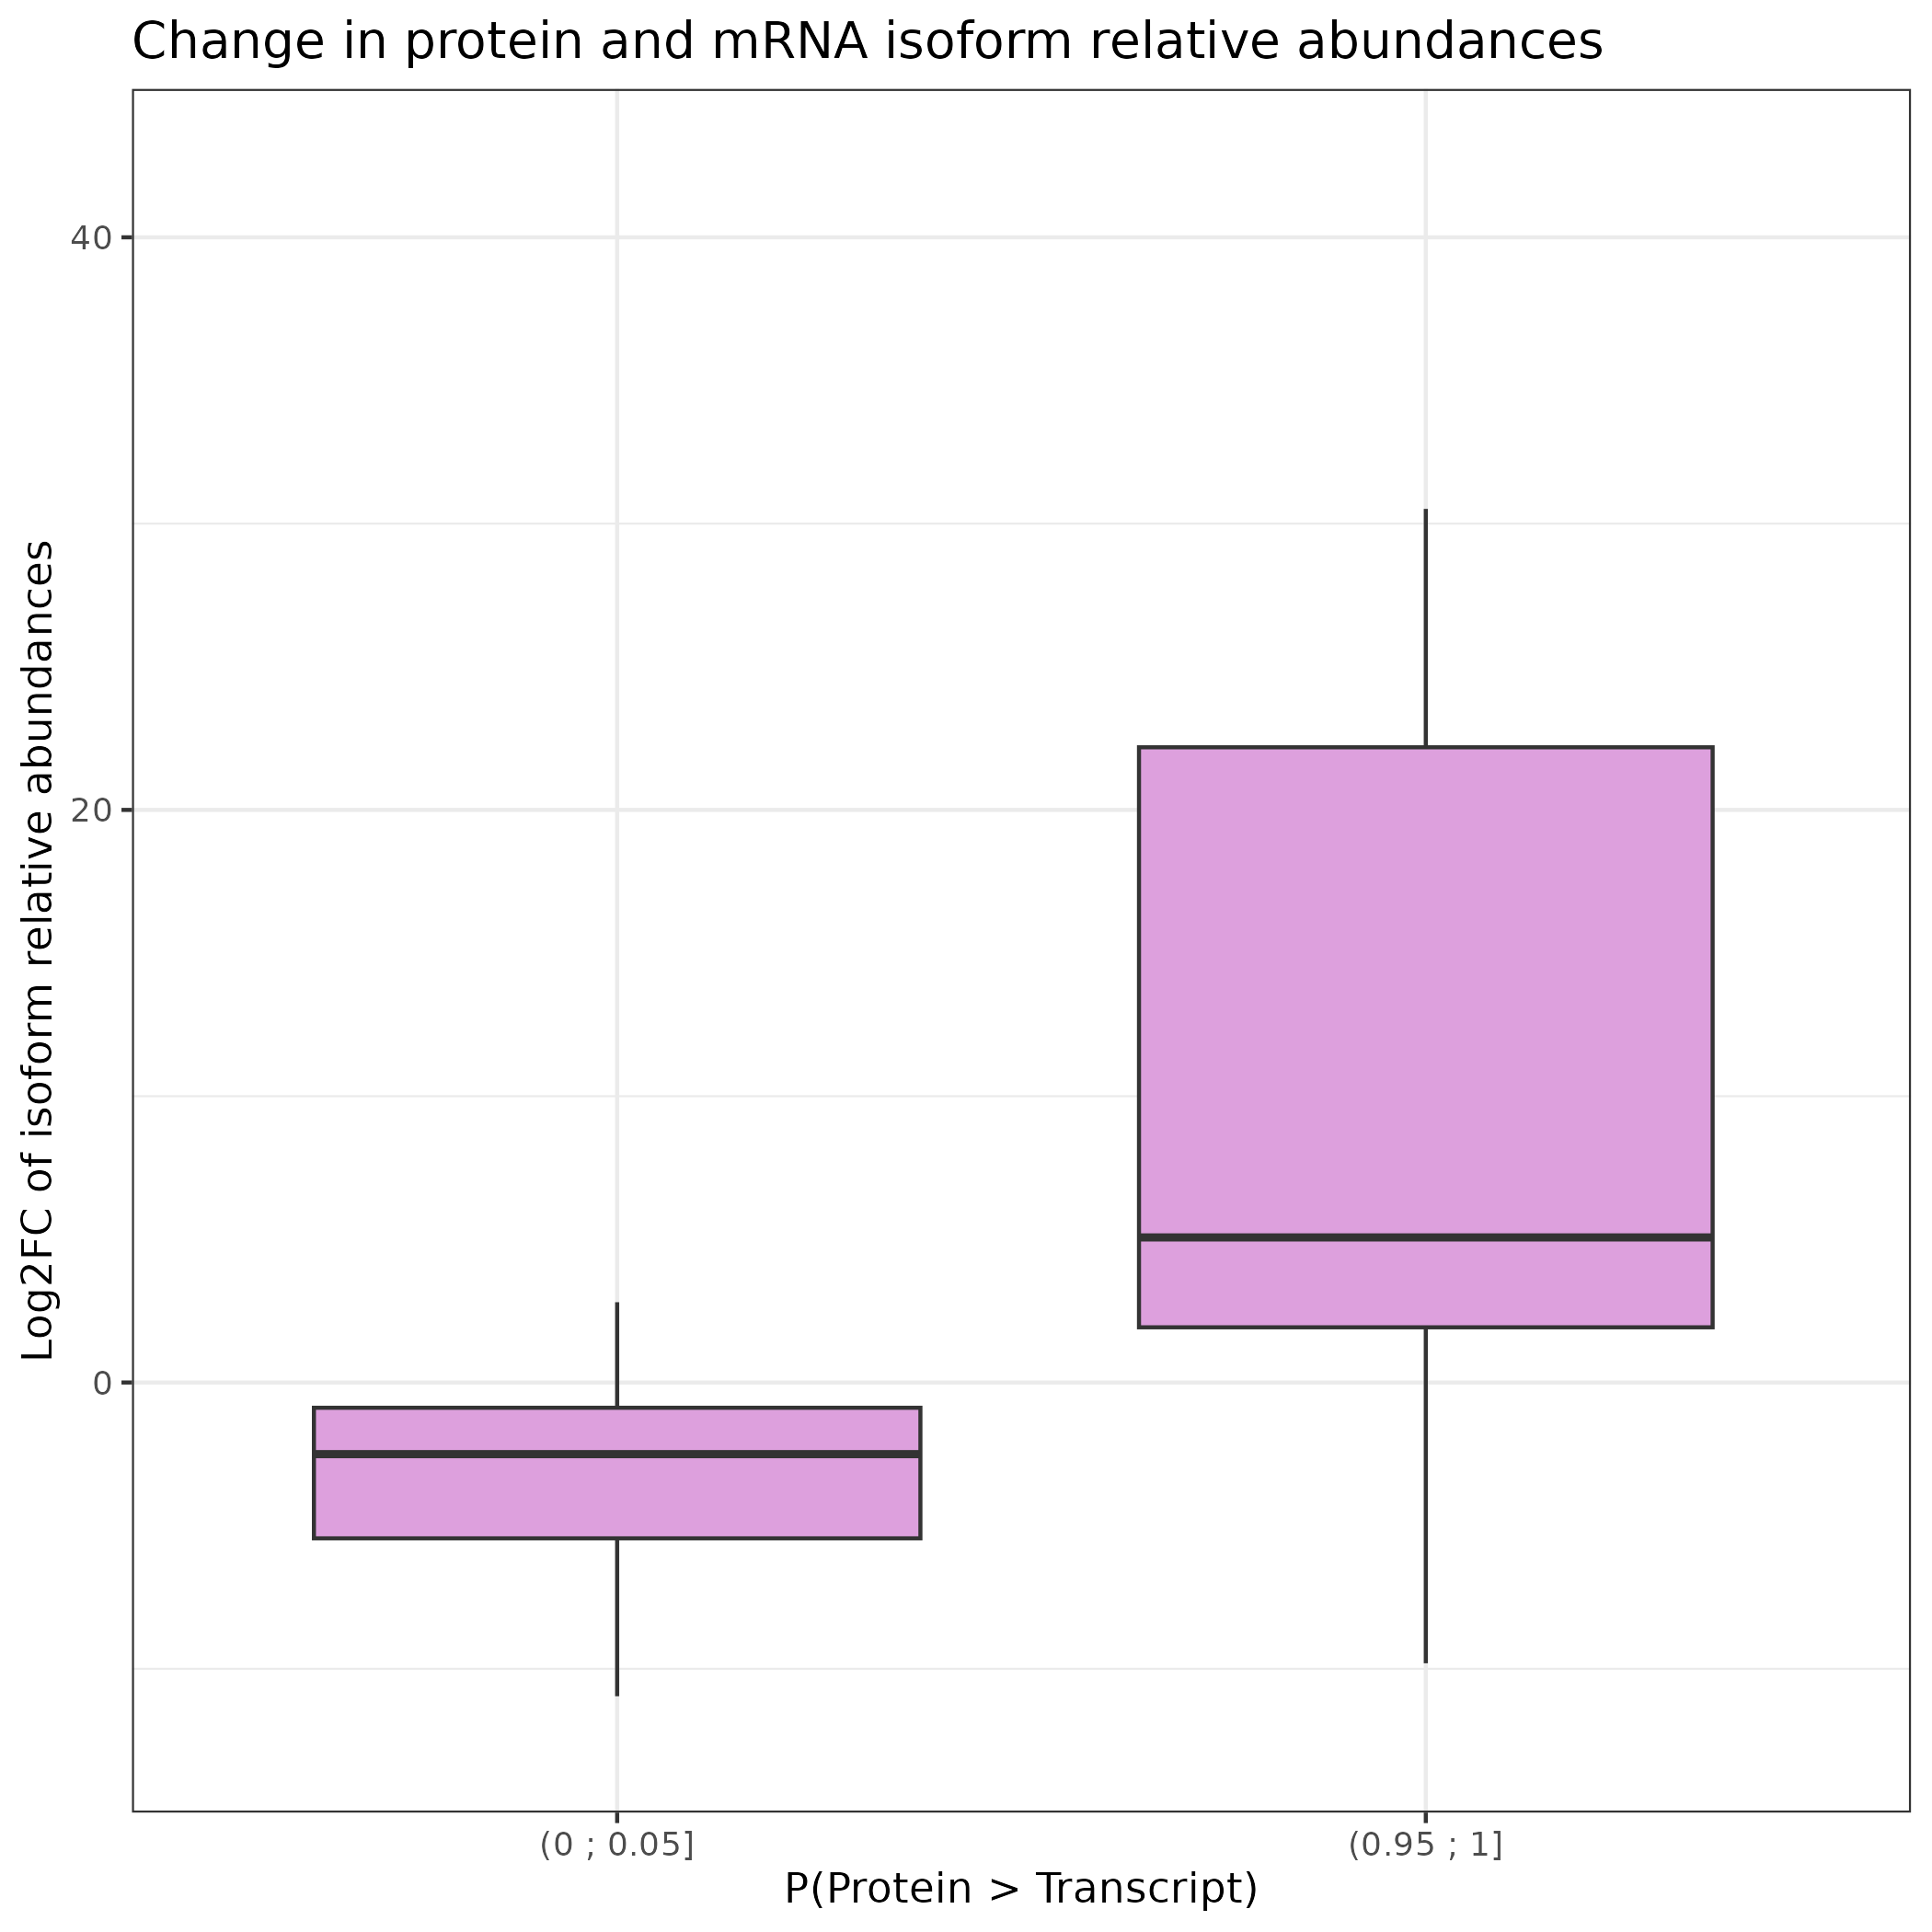 Change in protein and mRNA isoform relative abundances
Log2FC of isoform relative abundances
40
20
0
(0 ; 0.05]
(0.95 ; 1]
P(Protein > Transcript)